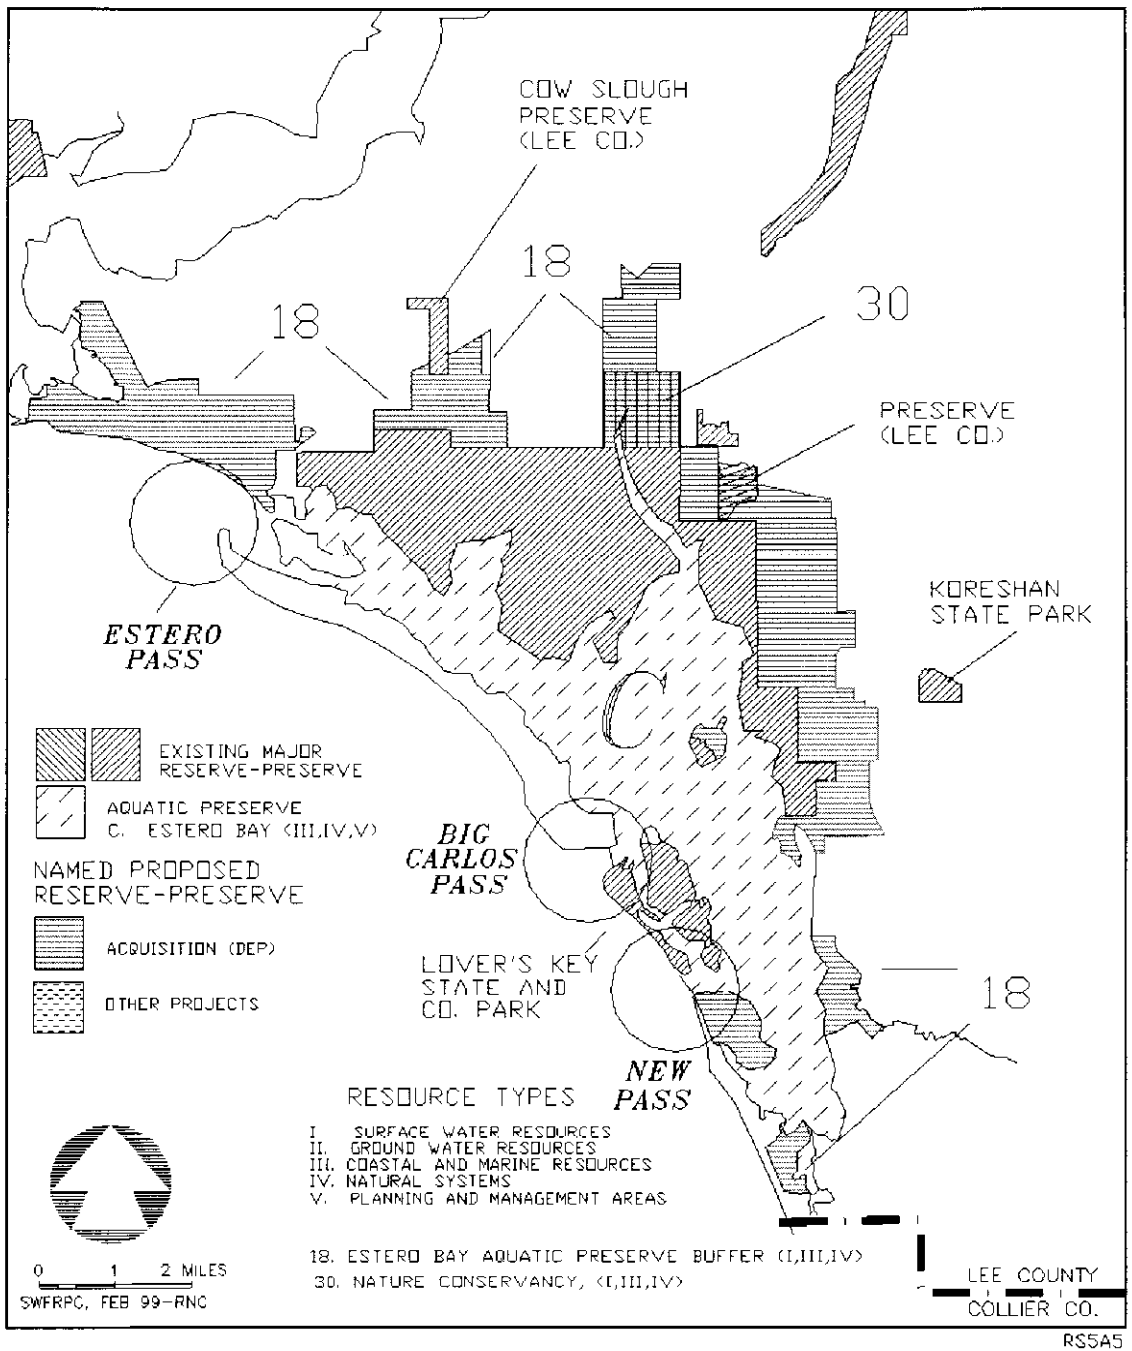 COW SLOUGH
PRESERVE
(LEE CO.)
18
18
30
PRESERVE
(LEE CO.)
KORESHAN
STATE PARK
ESTERO
PASS
C
EXISTING MAJOR
RESERVE-PRESERVE
AQUATIC PRESERVE
C. ESTERO BAY (III,IV,V)
NAMED PROPOSED
RESERVE-PRESERVE
ACQUISITION (DEP)
OTHER PROJECTS
BIG
CARLOS
PASS
LOVER'S KEY
STATE AND
CO. PARK
18
NEW
PASS
RESOURCE TYPES
I. SURFACE WATER RESOURCES
II. GROUND WATER RESOURCES
III. COASTAL AND MARINE RESOURCES
IV. NATURAL SYSTEMS
V. PLANNING AND MANAGEMENT AREAS
18. ESTERO BAY AQUATIC PRESERVE BUFFER (I,III,IV)
30. NATURE CONSERVANCY, (I,III,IV)
0 1 2 MILES
SWFRPC, FEB 99-RNC
LEE COUNTY
COLLIER CO.
RS5A5